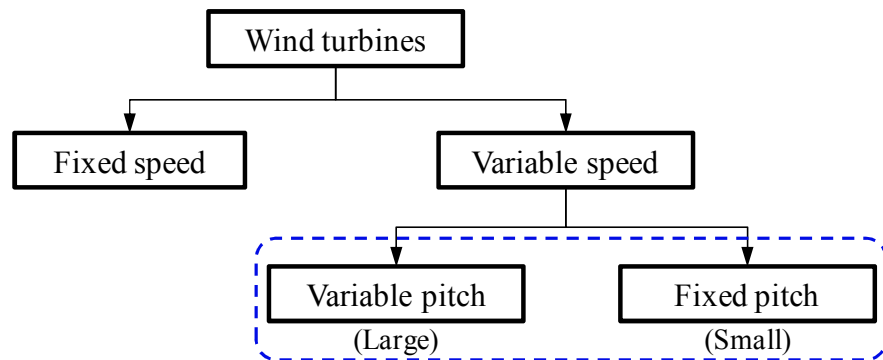 Wind turbines
Fixed speed
Variable speed
Variable pitch
Fixed pitch
(Large)
(Small)